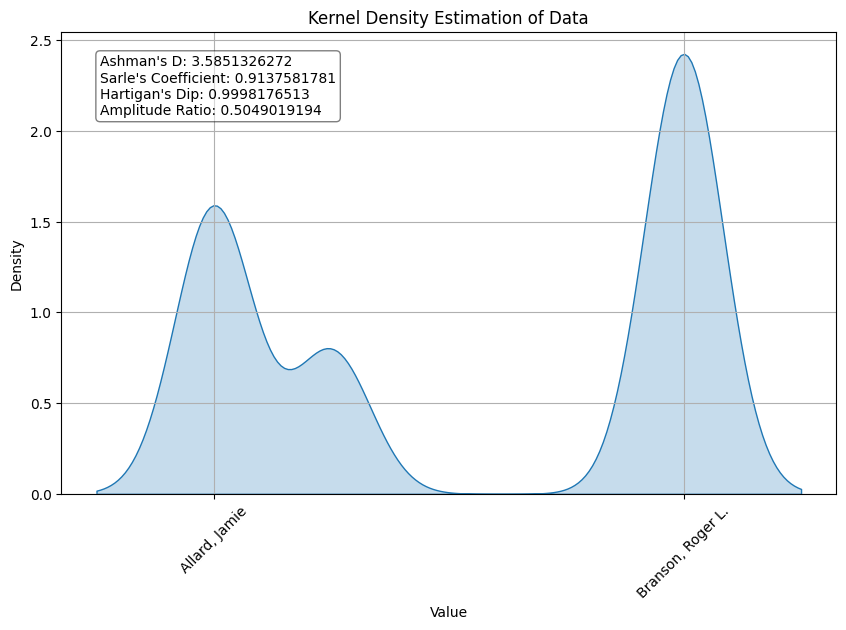 Kernel Density Estimation of Data
2.5
2.0
1.5
1.0
0.5
0.0
Density
Ashman's D: 3.5851326272
Sarle's Coefficient: 0.9137581781
Hartigan's Dip: 0.9998176513
Amplitude Ratio: 0.5049019194
Allard, Jamie
Branson, Roger L.
Value